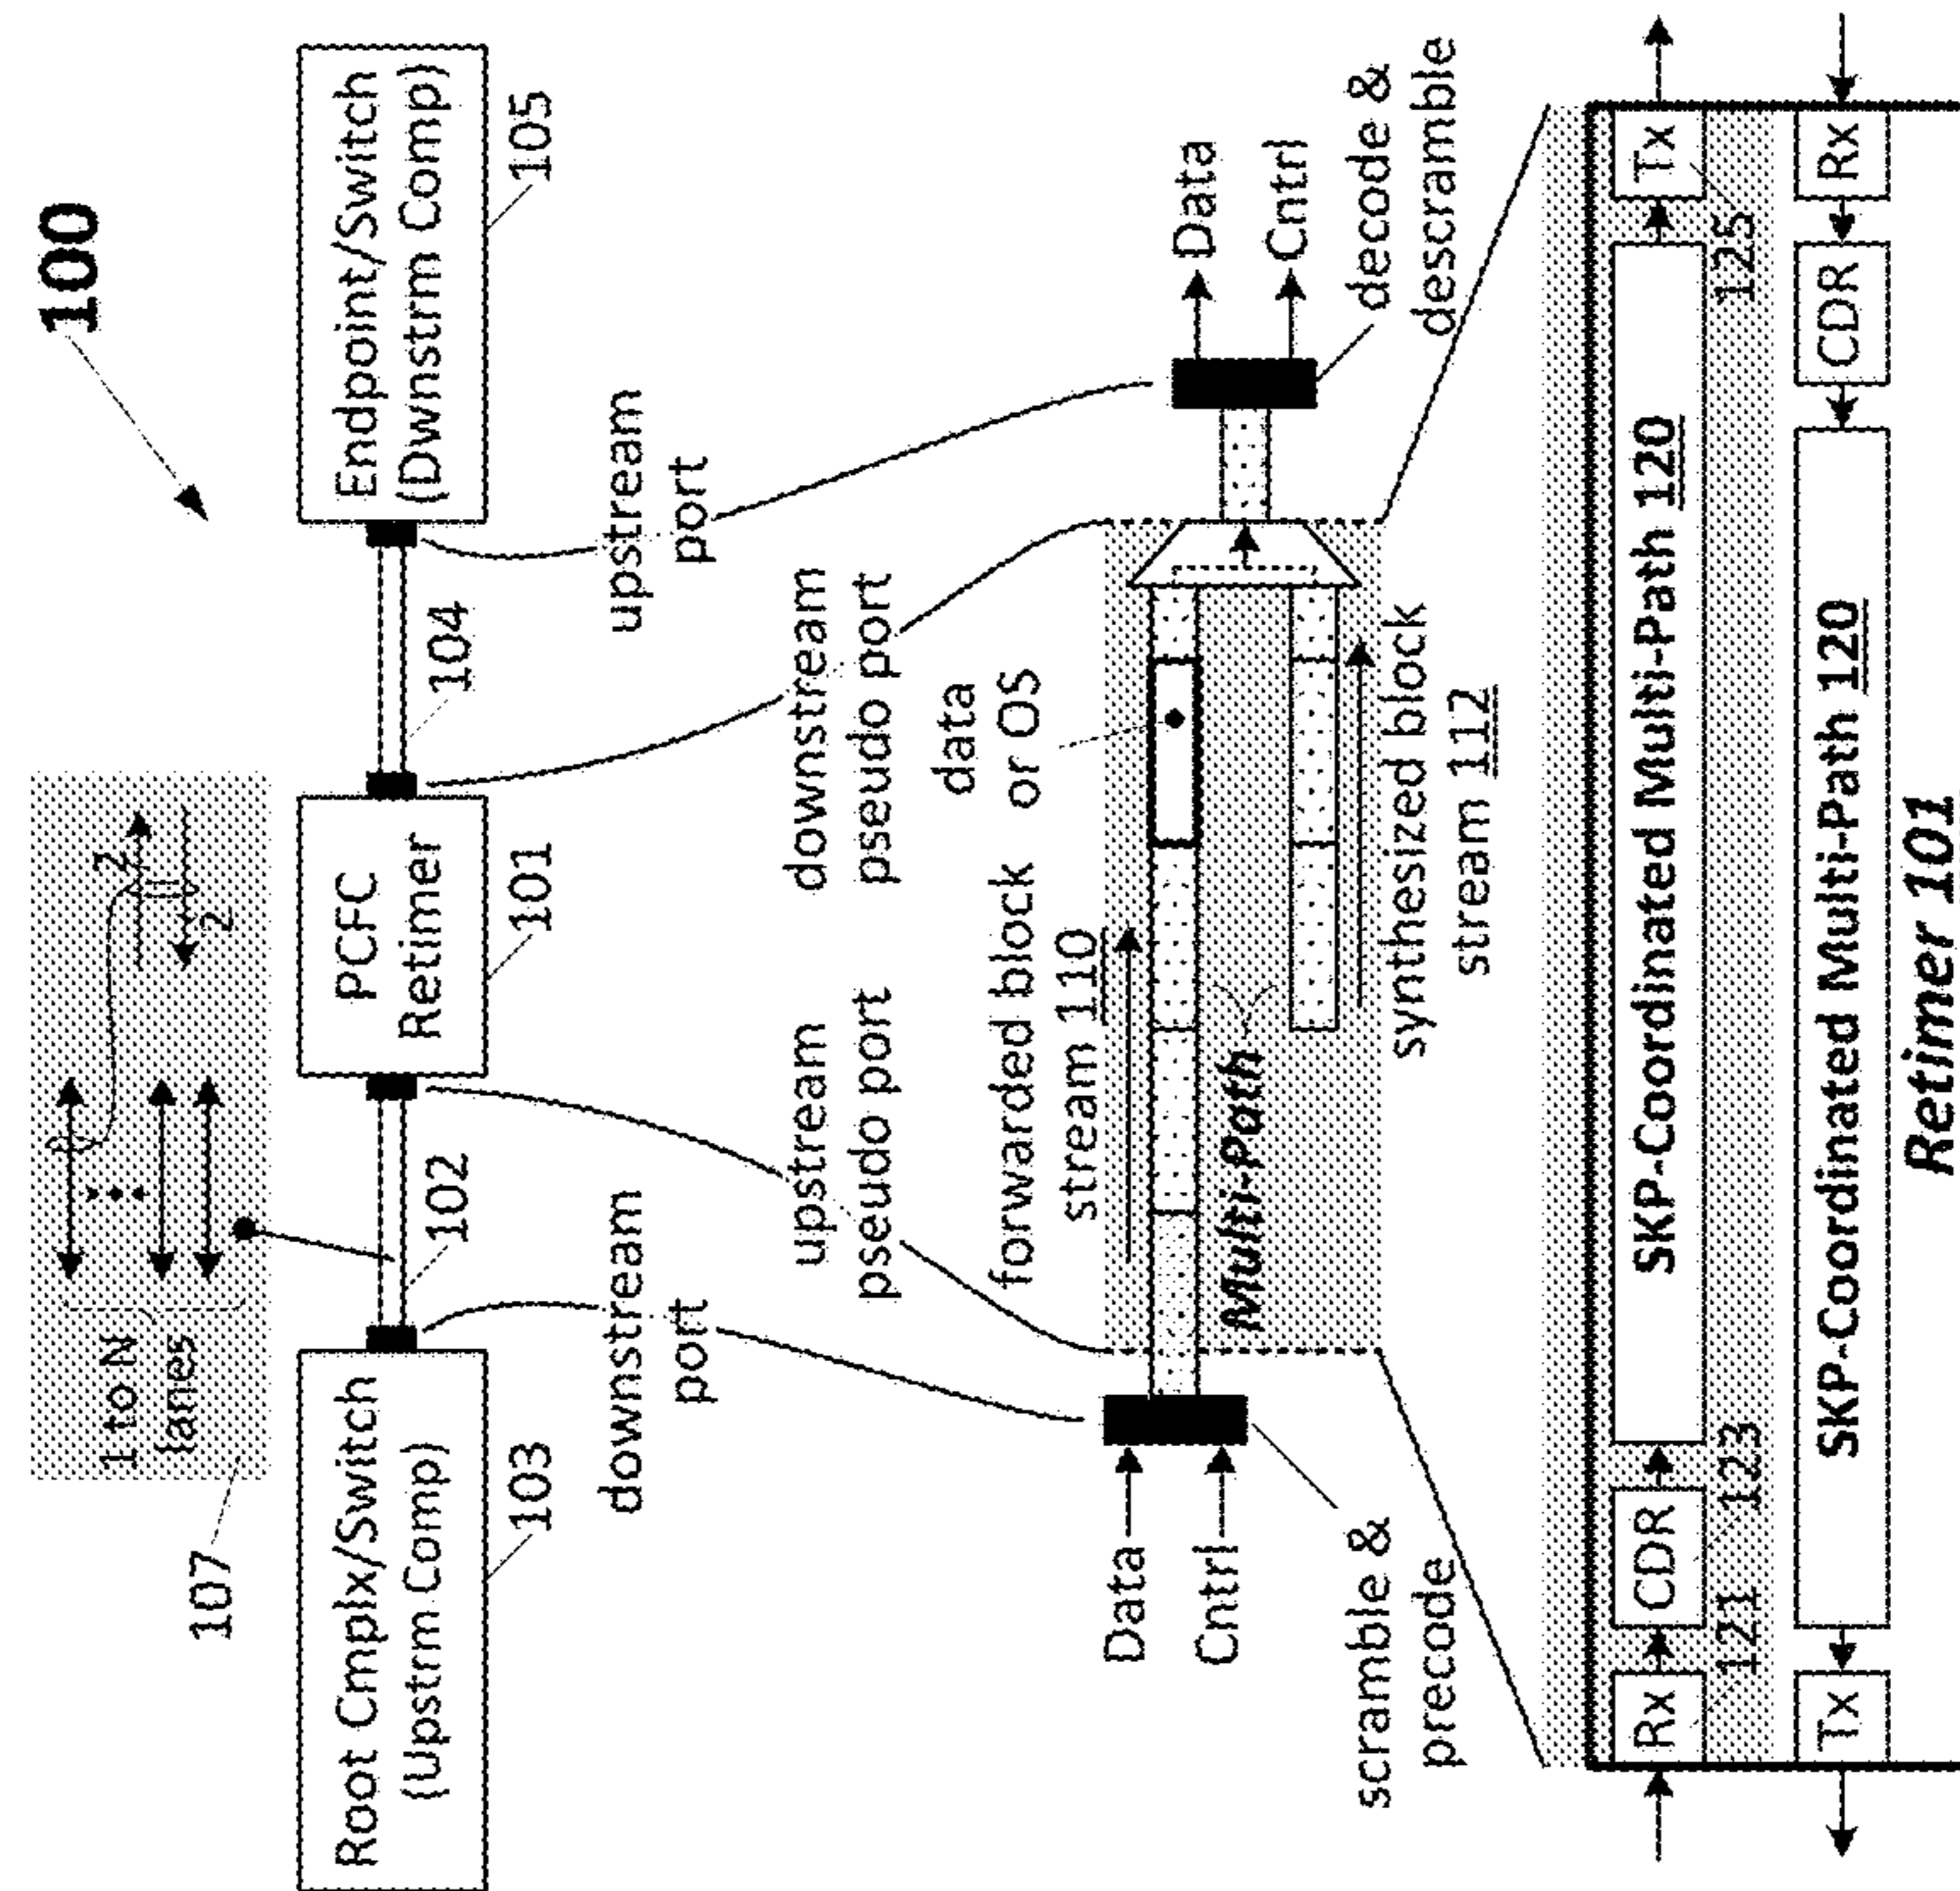 100
107
1 to N
lanes
2
2
Root Cmplx/Switch
(Upstrm Comp)
103
102
PCFC
Retimer
101
104
Endpoint/Switch
(Dwnstrm Comp)
105
downstream
port
upstream
pseudo port
downstream
pseudo port
upstream
port
forwarded block
stream 110
data
or OS
Data
Cntrl
scramble &
precode
Multi-Path
synthesized block
stream 112
Data
Cntrl
decode &
descramble
Rx
121
CDR
123
SKP-Coordinated Multi-Path 120
Tx
125
Tx
SKP-Coordinated Multi-Path 120
CDR
Rx
Retimer 101